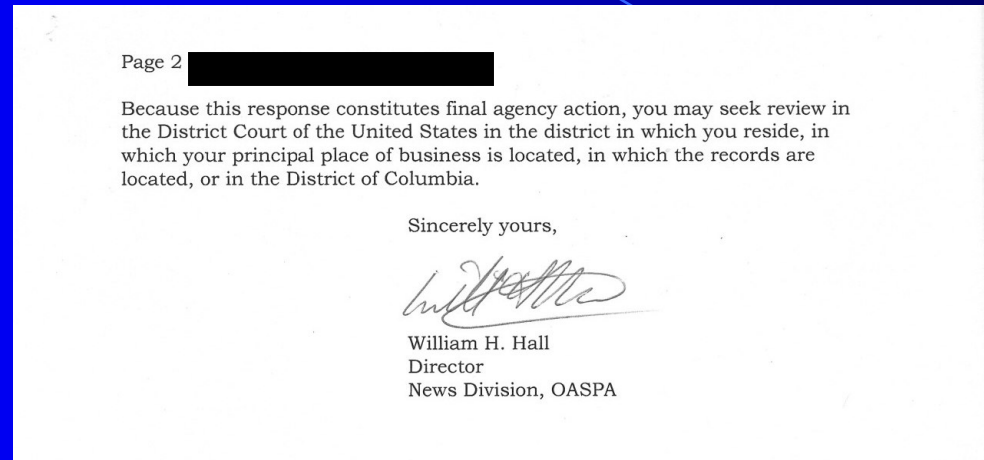 Page 2
Because this response constitutes final agency action, you may seek review in
the District Court of the United States in the district in which you reside, in
which your principal place of business is located, in which the records are
located, or in the District of Columbia.
Sincerely yours,
William H. Hall
Director
News Division, OASPA